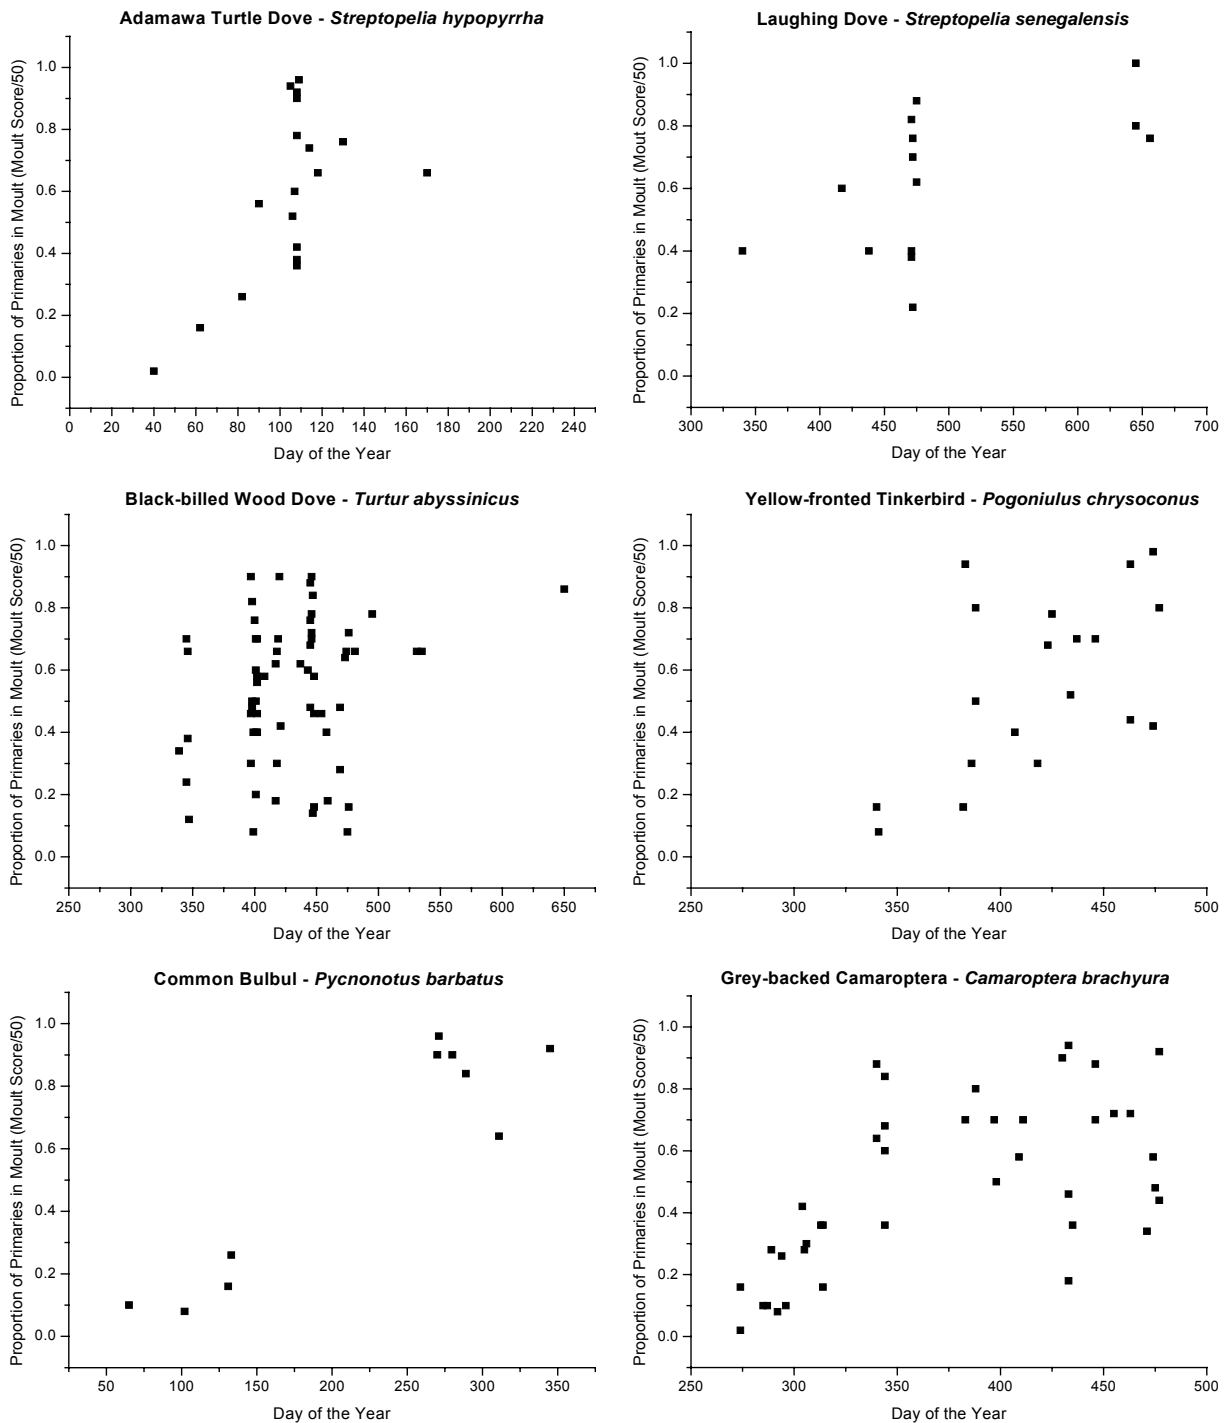 Adamawa Turtle Dove - Streptopelia hypopyrrha
Proportion of Primaries in Moult (Moult Score/50)
1.0
0.8
0.6
0.4
0.2
0.0
0 20 40 60 80 100 120 140 160 180 200 220 240
Day of the Year
Laughing Dove - Streptopelia senegalensis
Proportion of Primaries in Moult (Mout Score/50)
1.0
0.8
0.6
0.4
0.2
0.0
300 350 400 450 500 550 600 650 700
Day of the Year
Black-billed Wood Dove - Turtur abyssinicus
Proportion of Primaries in Moult (Moult Score/50)
1.0
0.8
0.6
0.4
0.2
0.0
250 300 350 400 450 500 550 600 650
Day of the Year
Yellow-fronted Tinkerbird - Pogoniulus chrysoconus
Proportion of Primaries in Moult (Moult Score/50)
1.0
0.8
0.6
0.4
0.2
0.0
250 300 350 400 450 500
Day of the Year
Common Bulbul - Pycnonotus barbatus
Proportion of Primaries in Moult (Moult Score/50)
1.0
0.8
0.6
0.4
0.2
0.0
50 100 150 200 250 300 350
Day of the Year
Grey-backed Camaroptera - Camaroptera brachyura
Proportion of Primaries in Moult (Moult Score/50)
1.0
0.8
0.6
0.4
0.2
0.0
250 300 350 400 450 500
Day of the Year